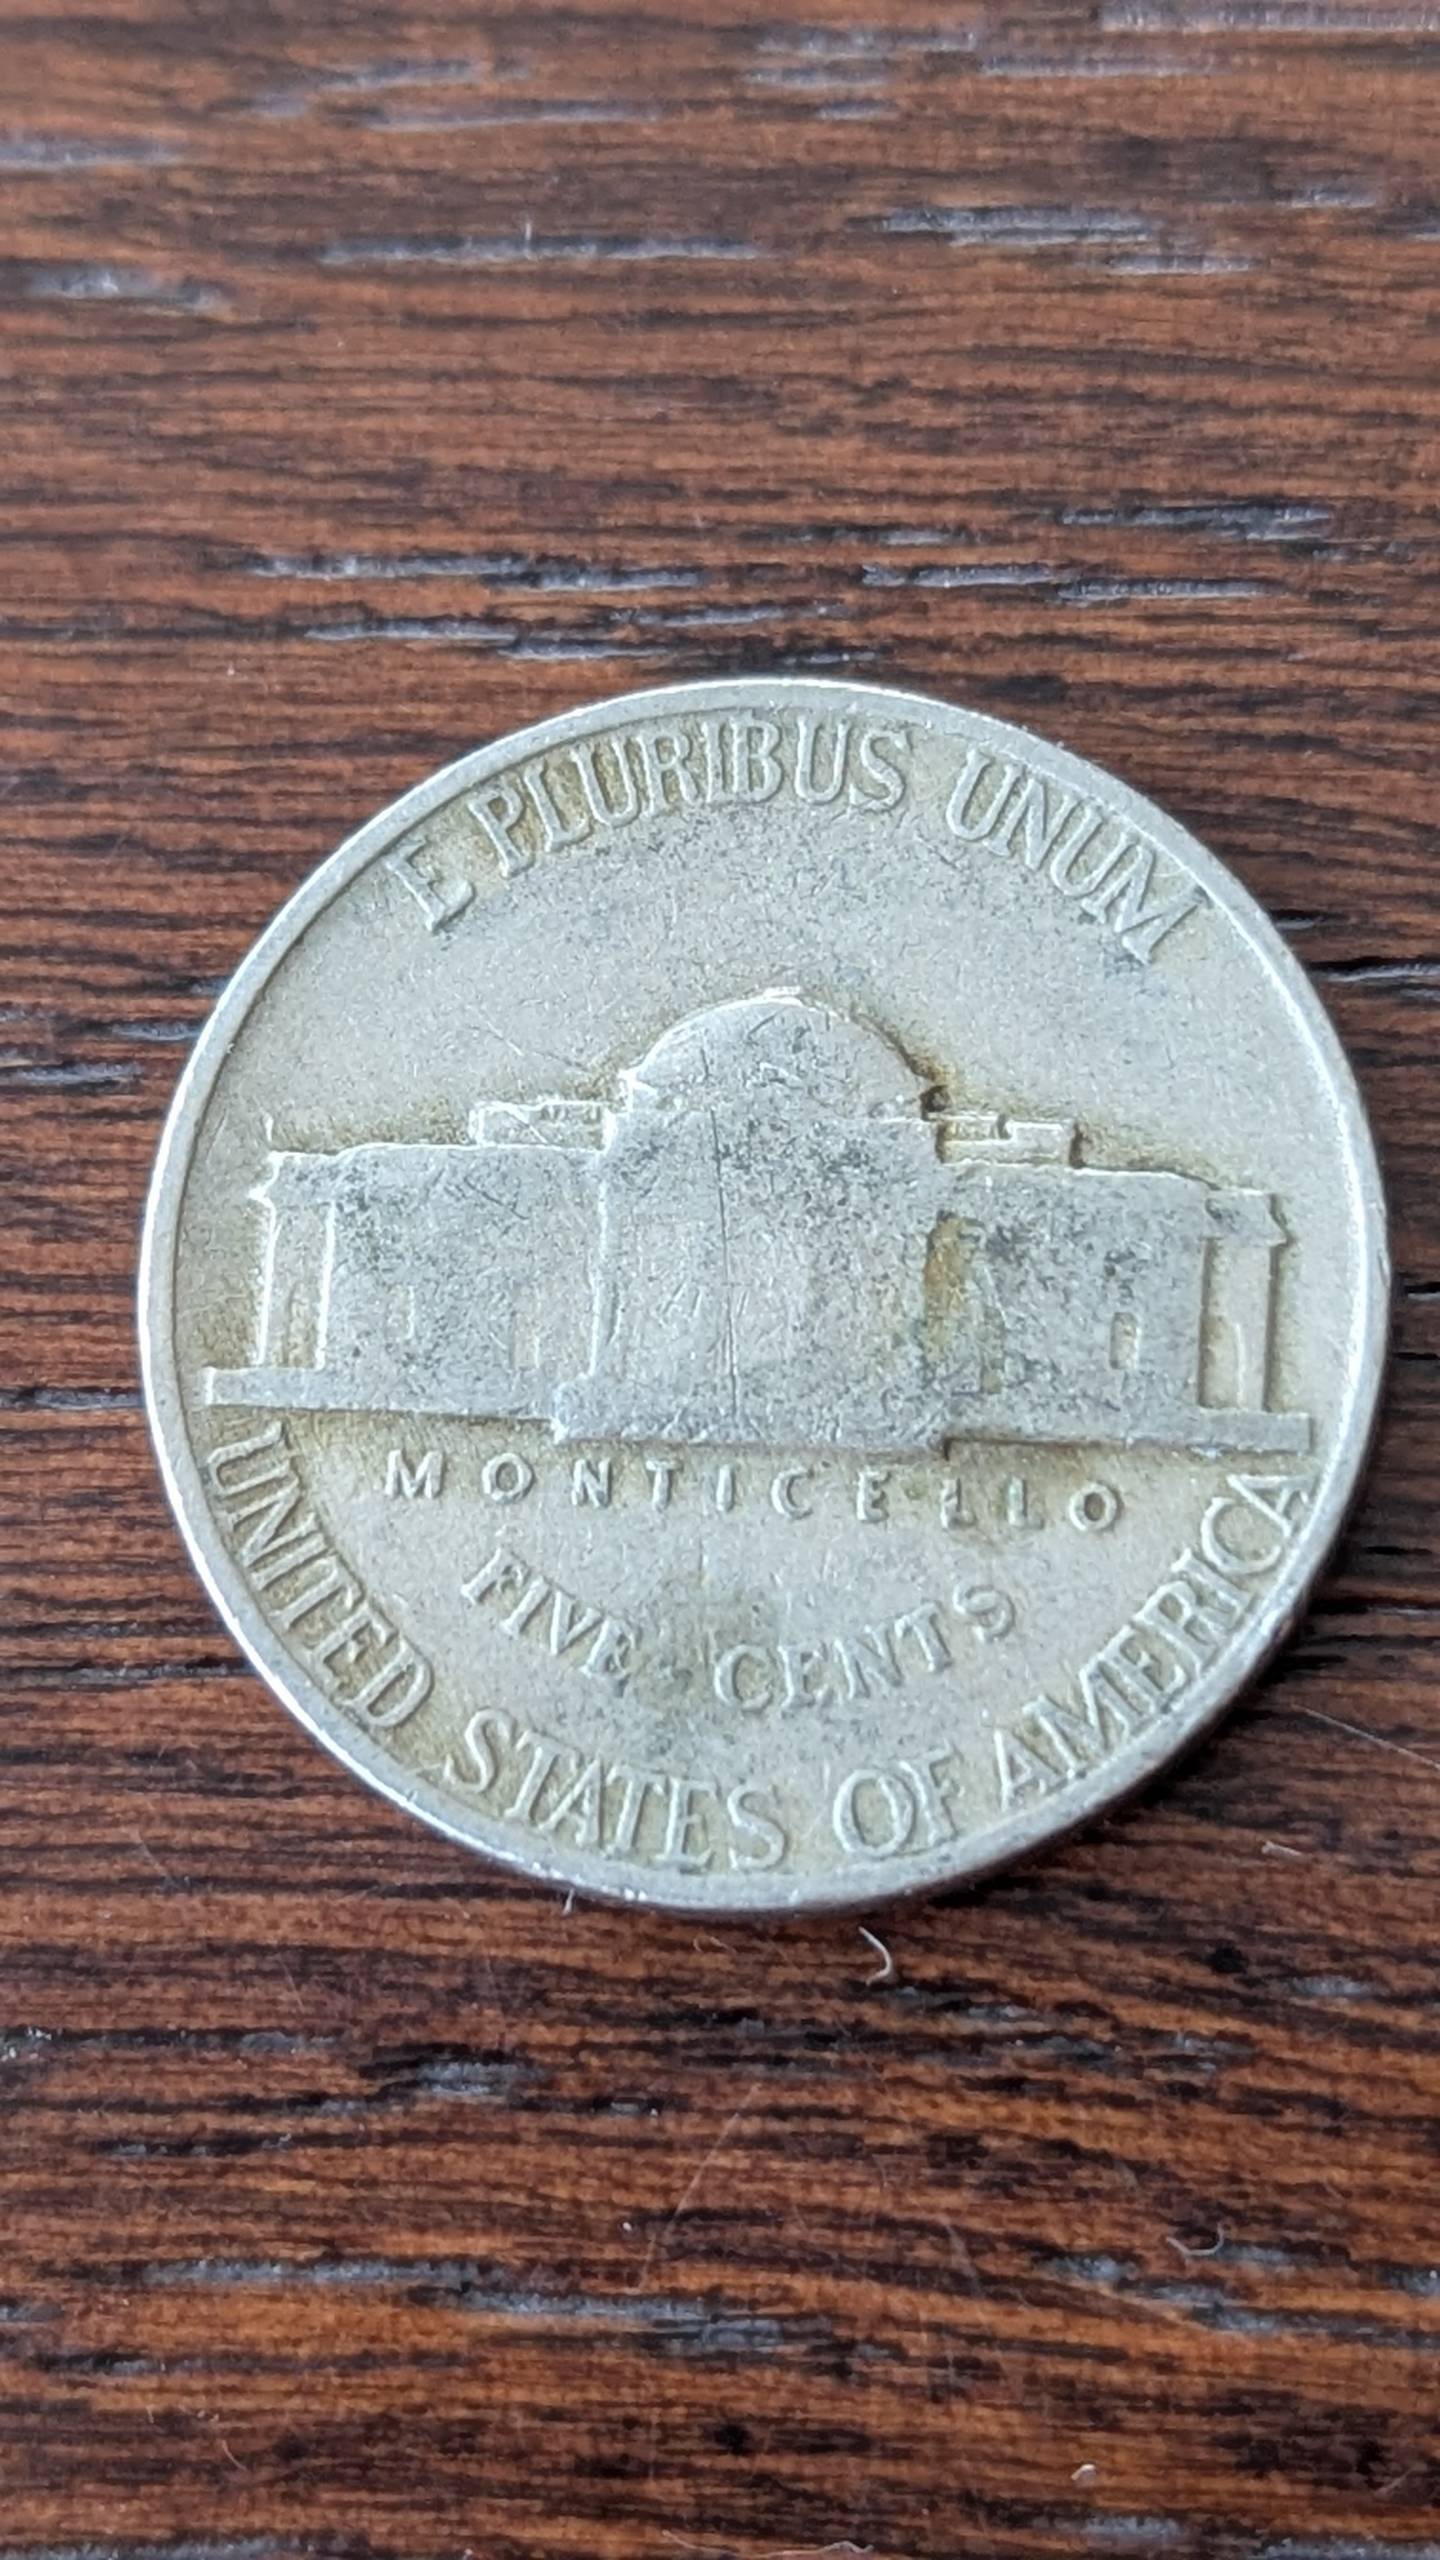 E PLURIBUS UNUM
MONTICELLO
FIVE CENTS
UNITED STATES OF AMERICA